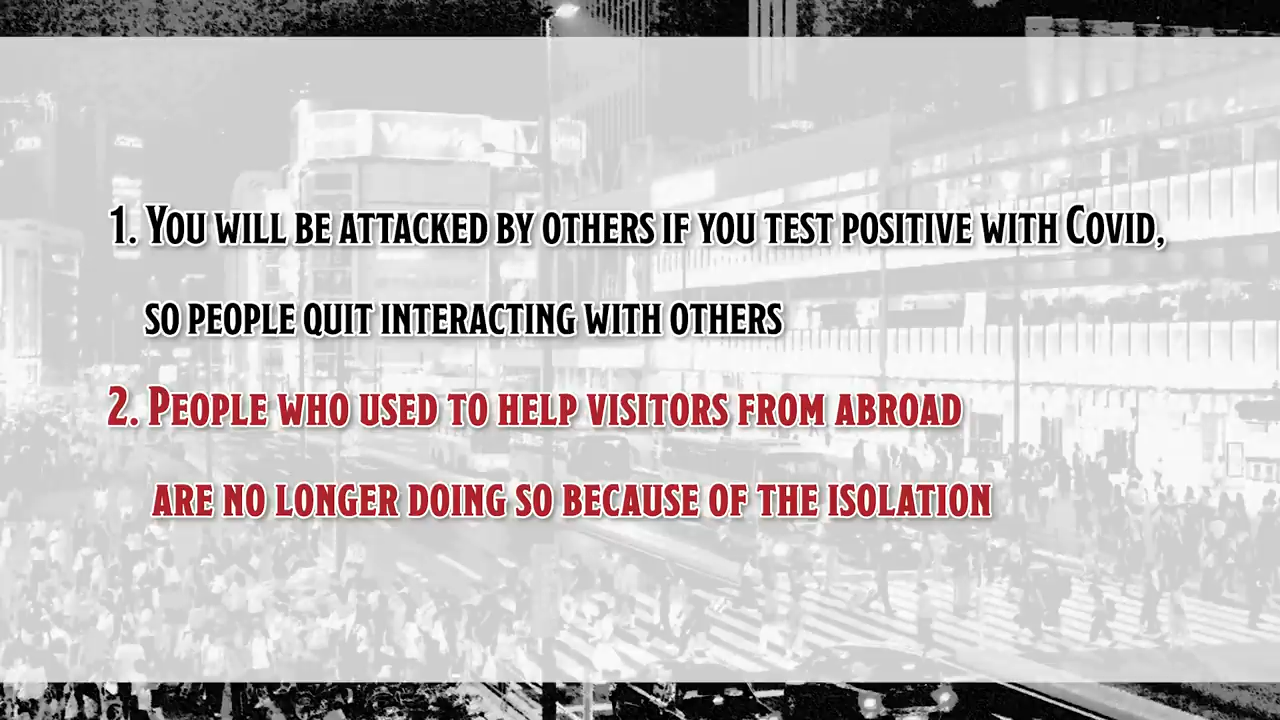 1. You will be attacked by others if you test positive with Covid,
so people quit interacting with others
2. People who used to help visitors from abroad
are no longer doing so because of the isolation